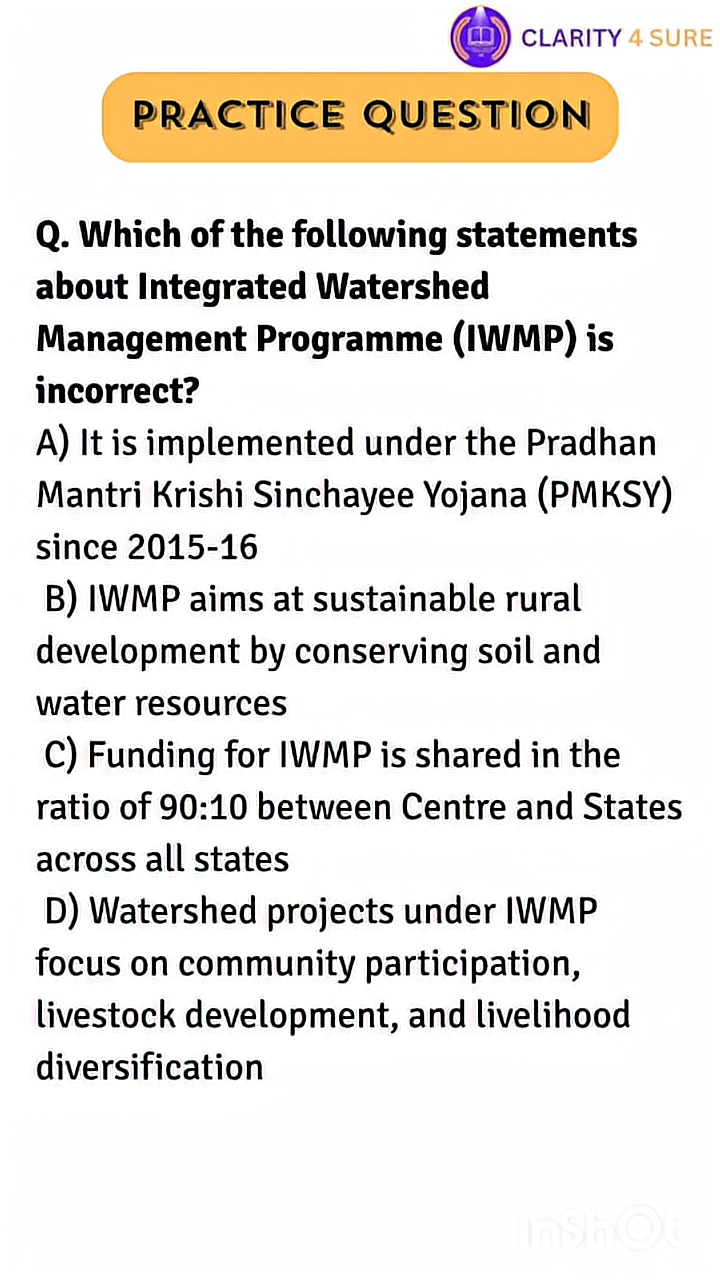 CLARITY 4 SURE
PRACTICE QUESTION
Q. Which of the following statements
about Integrated Watershed
Management Programme (IWMP) is
incorrect?
A) It is implemented under the Pradhan
Mantri Krishi Sinchayee Yojana (PMKSY)
since 2015-16
B) IWMP aims at sustainable rural
development by conserving soil and
water resources
C) Funding for IWMP is shared in the
ratio of 90:10 between Centre and States
across all states
D) Watershed projects under IWMP
focus on community participation,
livestock development, and livelihood
diversification
InShOt